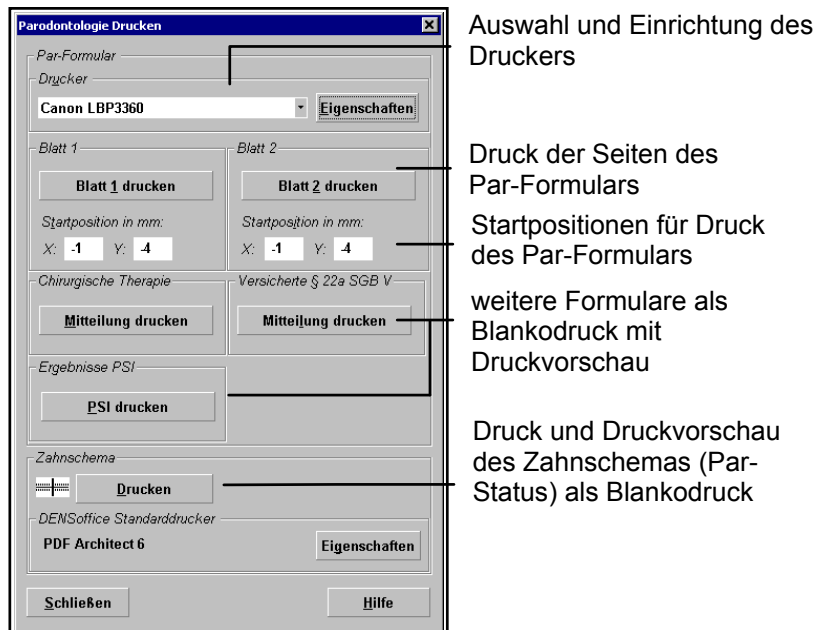 Parodontologie Drucken
Par-Formular
Drucker
Canon LBP3360
Eigenschaften
Blatt 1
Blatt 2
Blatt 1 drucken
Blatt 2 drucken
Startposition in mm:
Startposition in mm:
X: -1 Y: -4
X: -1 Y: -4
Chirurgische Therapie
Versicherte § 22a SGB V
Mitteilung drucken
Mitteilung drucken
Ergebnisse PSI
PSI drucken
Zahnschema
Drucken
DENSoffice Standarddrucker
PDF Architect 6
Eigenschaften
Schließen
Hilfe
Auswahl und Einrichtung des
Druckers
Druck der Seiten des
Par-Formulars
Startpositionen für Druck
des Par-Formulars
weitere Formulare als
Blankodruck mit
Druckvorschau
Druck und Druckvorschau
des Zahnschemas (Par-
Status) als Blankodruck